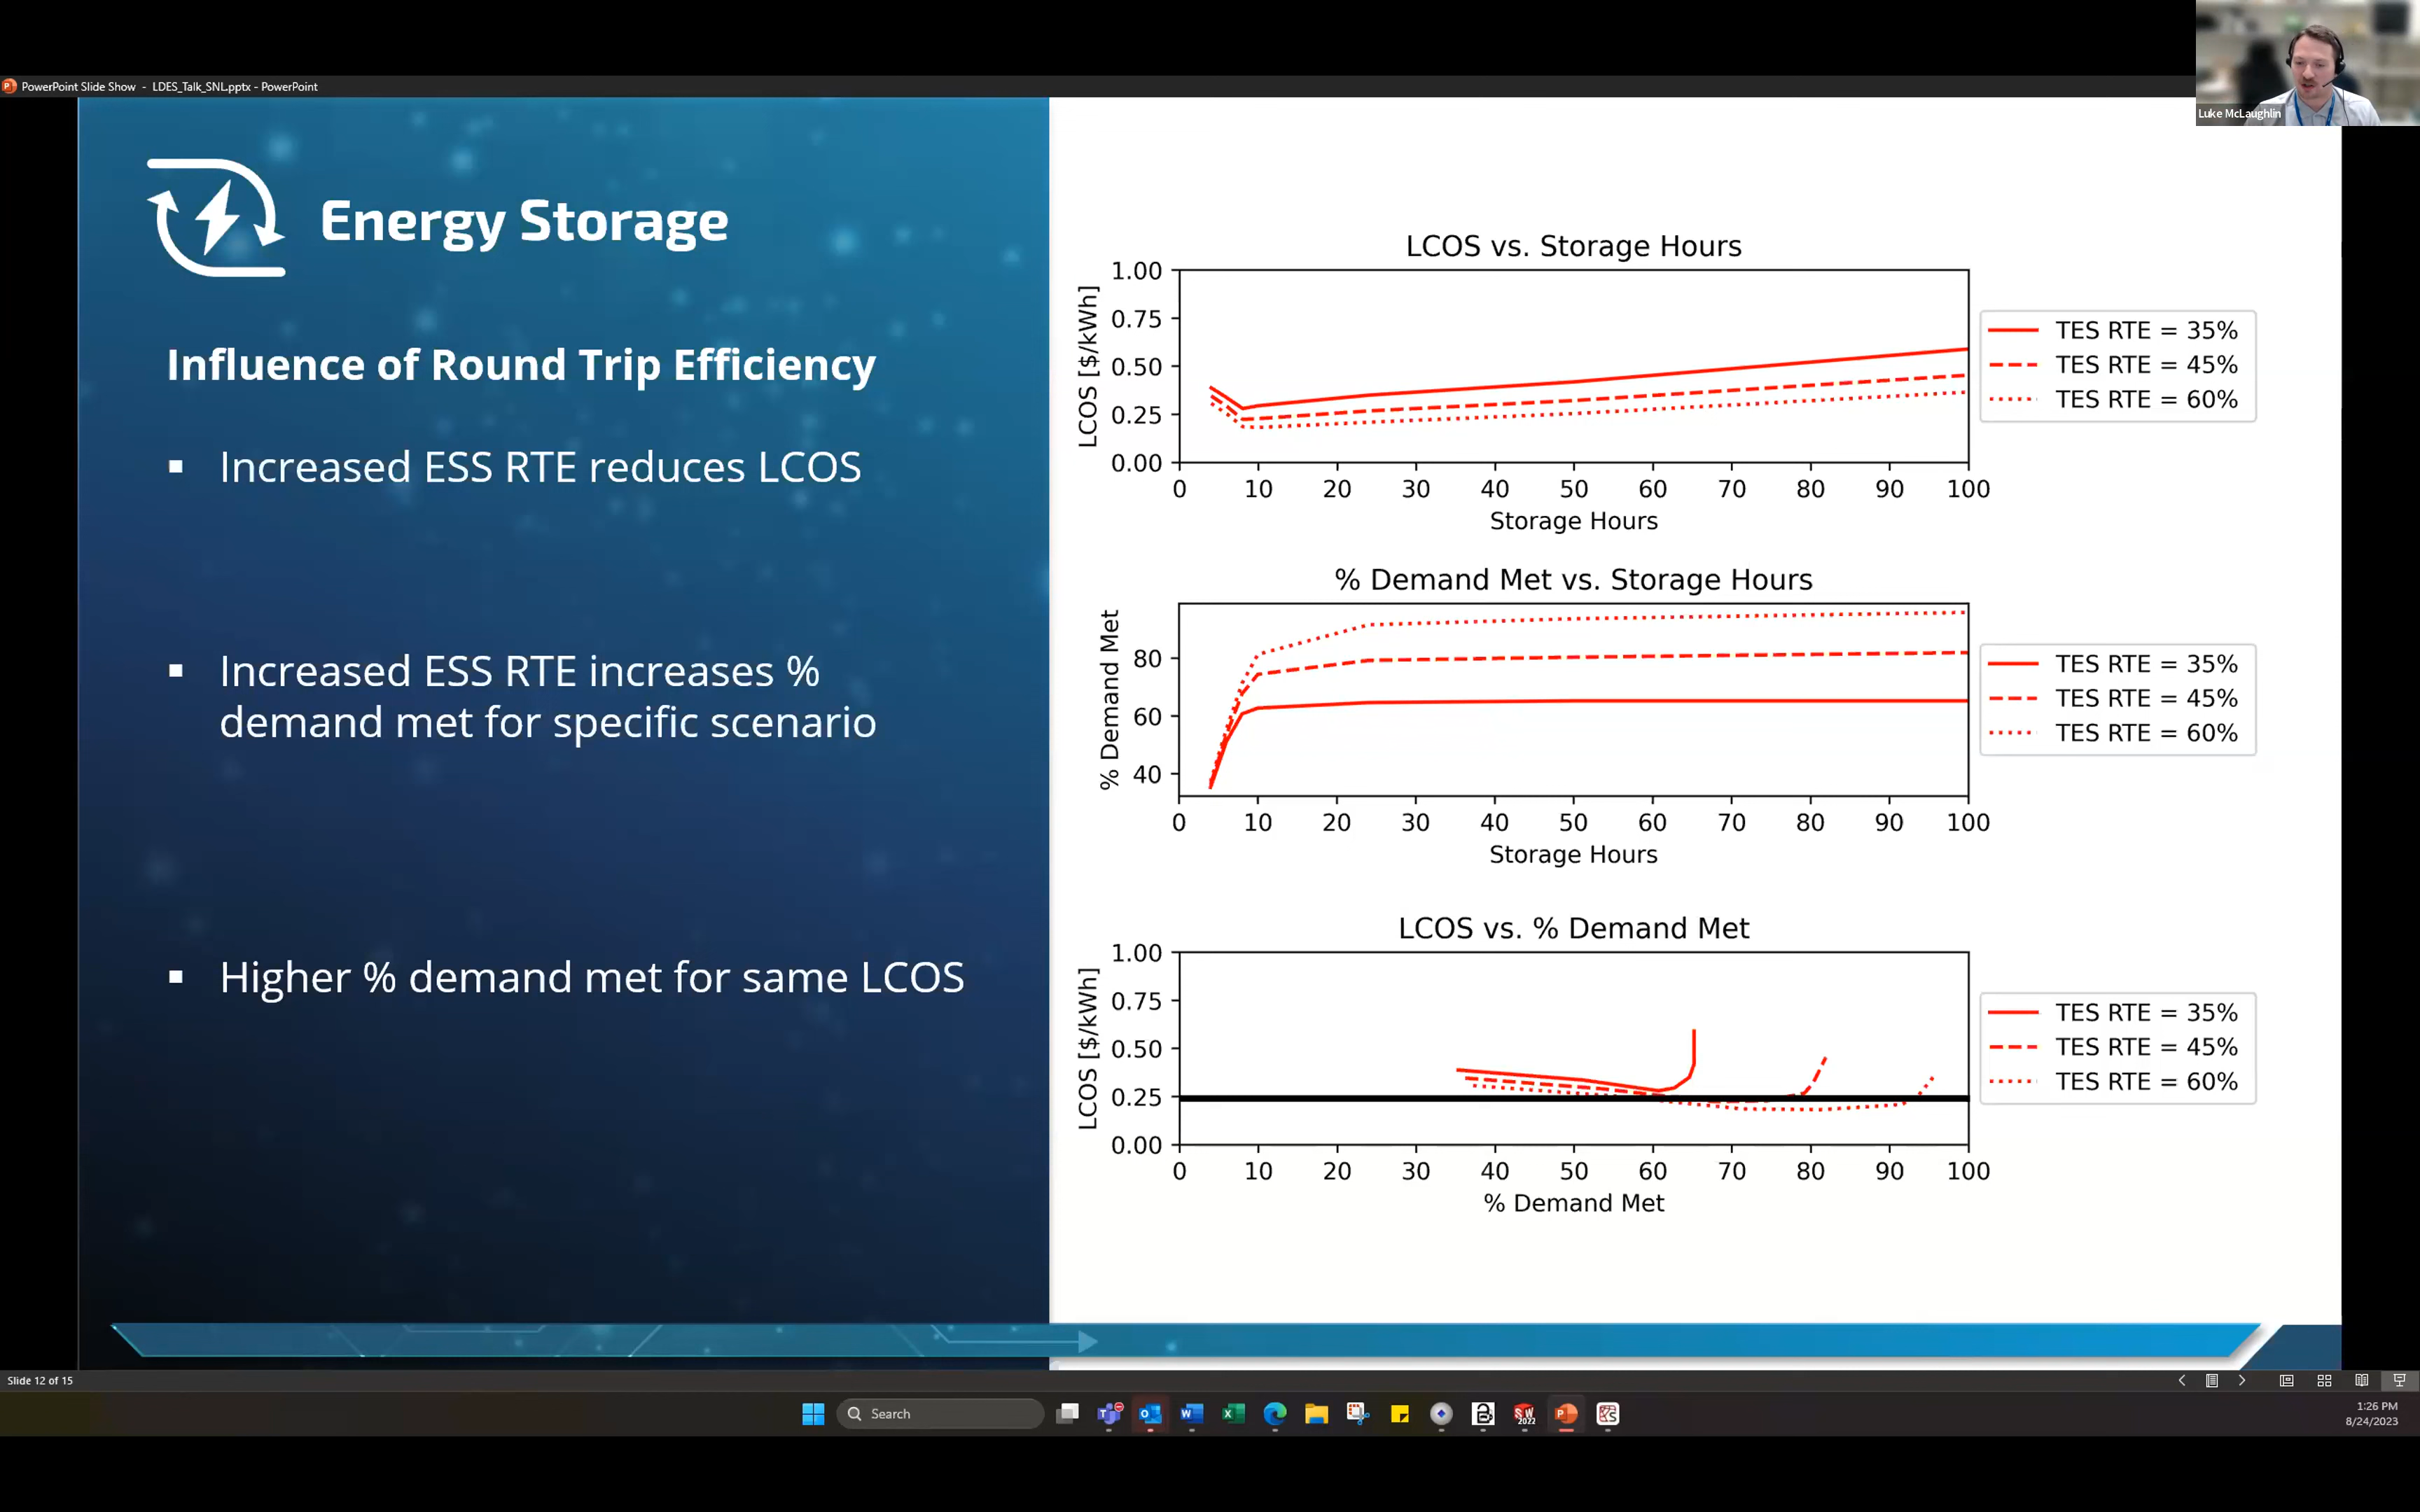 PowerPoint Slide Show - LDES_Talk_SNL.pptx - PowerPoint
Luke McLaughlin
Energy Storage
Influence of Round Trip Efficiency
▪ Increased ESS RTE reduces LCOS
▪ Increased ESS RTE increases %
demand met for specific scenario
▪ Higher % demand met for same LCOS
LCOS vs. Storage Hours
LCOS [$/kWh]
1.00
0.75
0.50
0.25
0.00
0 10 20 30 40 50 60 70 80 90 100
Storage Hours
TES RTE = 35%
TES RTE = 45%
TES RTE = 60%
% Demand Met vs. Storage Hours
% Demand Met
80
60
40
0 10 20 30 40 50 60 70 80 90 100
Storage Hours
TES RTE = 35%
TES RTE = 45%
TES RTE = 60%
LCOS vs. % Demand Met
LCOS [$/kWh]
1.00
0.75
0.50
0.25
0.00
0 10 20 30 40 50 60 70 80 90 100
% Demand Met
TES RTE = 35%
TES RTE = 45%
TES RTE = 60%
Slide 12 of 15
Search
1:26 PM
8/24/2023